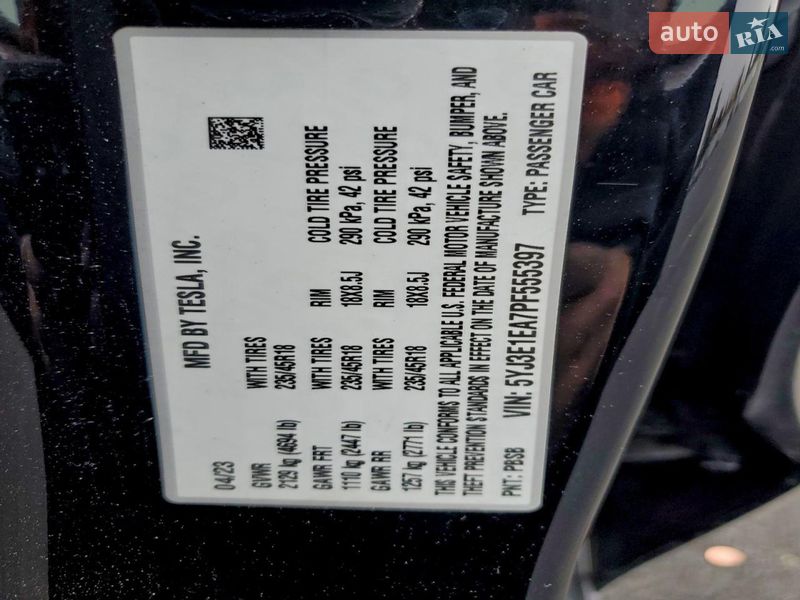 auto RIA .com
MFD BY TESLA, INC.
04/23
GVWR WITH TIRES
2129 kg (4694 lb) 235/45R18
GAWR FRT WITH TIRES RIM COLD TIRE PRESSURE
1110 kg (2447 lb) 235/45R18 18X8.5J 290 kPa, 42 psi
GAWR RR WITH TIRES RIM COLD TIRE PRESSURE
1257 kg (2771 lb) 235/45R18 18X8.5J 290 kPa, 42 psi
THIS VEHICLE CONFORMS TO ALL APPLICABLE U.S. FEDERAL MOTOR VEHICLE SAFETY, BUMPER, AND
THEFT PREVENTION STANDARDS IN EFFECT ON THE DATE OF MANUFACTURE SHOWN ABOVE.
PNT: PBSB VIN: 5YJ3E1EA7PF555397 TYPE: PASSENGER CAR